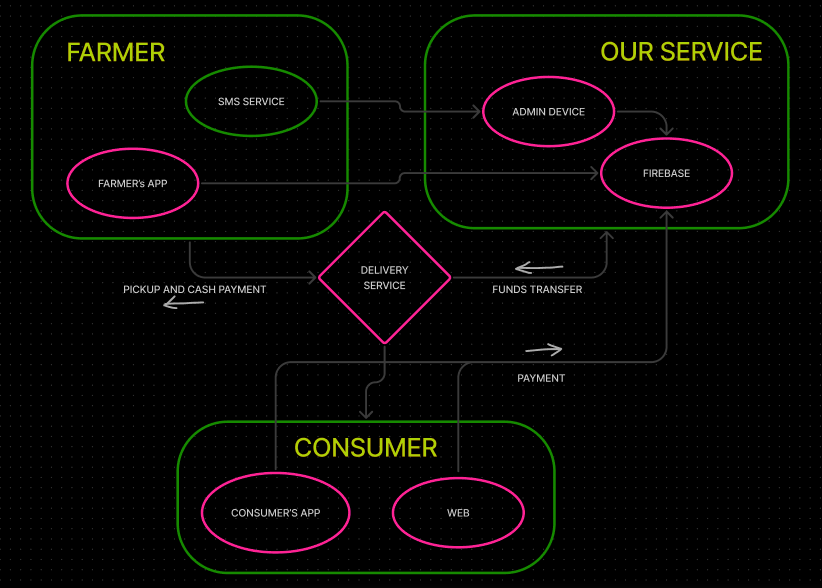 FARMER
SMS SERVICE
FARMER's APP
OUR SERVICE
ADMIN DEVICE
FIREBASE
DELIVERY
SERVICE
PICKUP AND CASH PAYMENT
FUNDS TRANSFER
PAYMENT
CONSUMER
CONSUMER'S APP
WEB